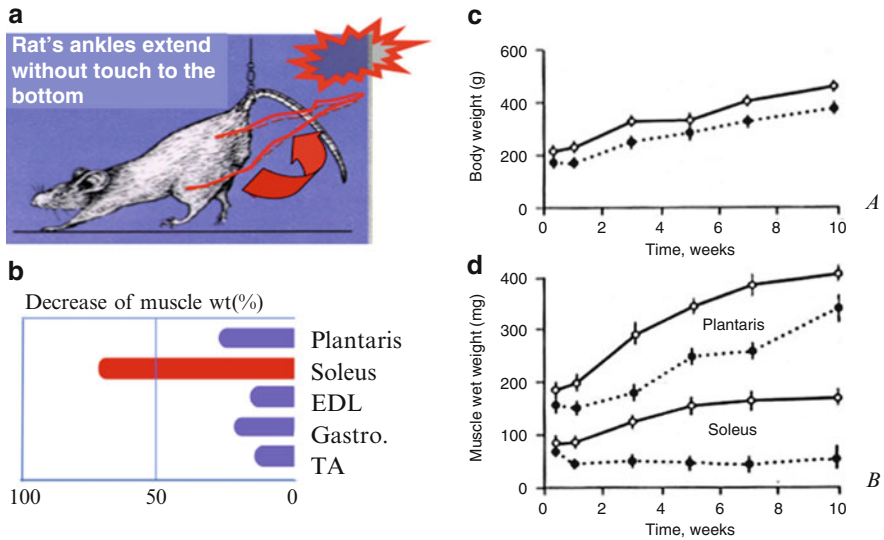 a
Rat's ankles extend
without touch to the
bottom
b
Decrease of muscle wt(%)
Plantaris
Soleus
EDL
Gastro.
TA
100 50 0
c
Body weight (g)
600
400
200
0
0 2 4 6 8 10
Time, weeks
A
d
Muscle wet weight (mg)
400
300
200
100
0
Plantaris
Soleus
0 2 4 6 8 10
Time, weeks
B